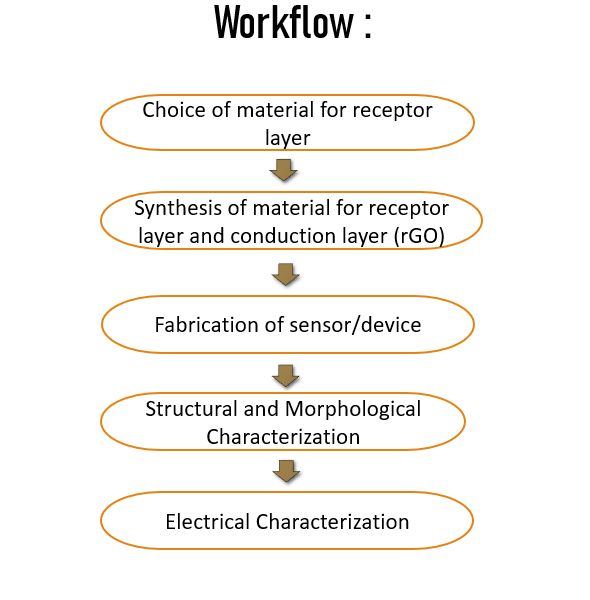 Workflow :
Choice of material for receptor
layer
Synthesis of material for receptor
layer and conduction layer (rGO)
Fabrication of sensor/device
Structural and Morphological
Characterization
Electrical Characterization